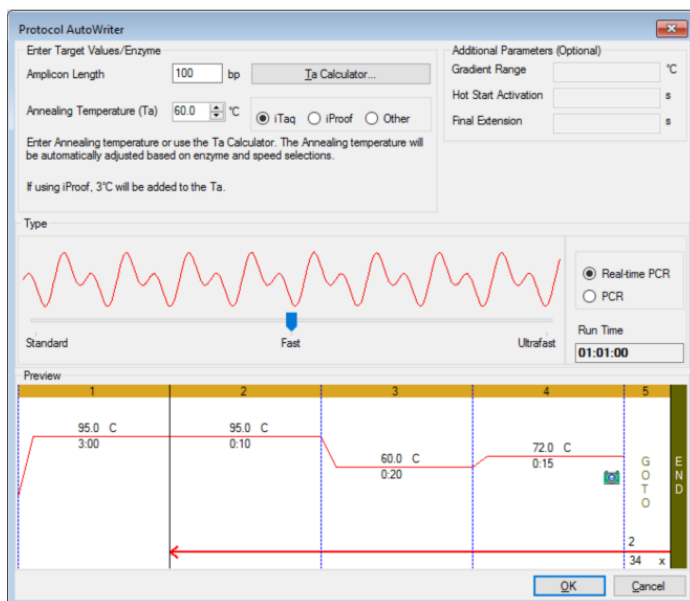 Protocol AutoWriter
Enter Target Values/Enzyme
Amplicon Length 100 bp Ta Calculator...
Annealing Temperature (Ta) 60.0 °C iTaq iProof Other
Enter Annealing temperature or use the Ta Calculator. The Annealing temperature will
be automatically adjusted based on enzyme and speed selections.
If using iProof, 3°C will be added to the Ta.
Additional Parameters (Optional)
Gradient Range °C
Hot Start Activation s
Final Extension s
Type
Standard Fast Ultrafast
Real-time PCR
PCR
Run Time
01:01:00
Preview
1 2 3 4 5
95.0 C
3:00
95.0 C
0:10
60.0 C
0:20
72.0 C
0:15
GOTO
2
34 x
END
OK Cancel